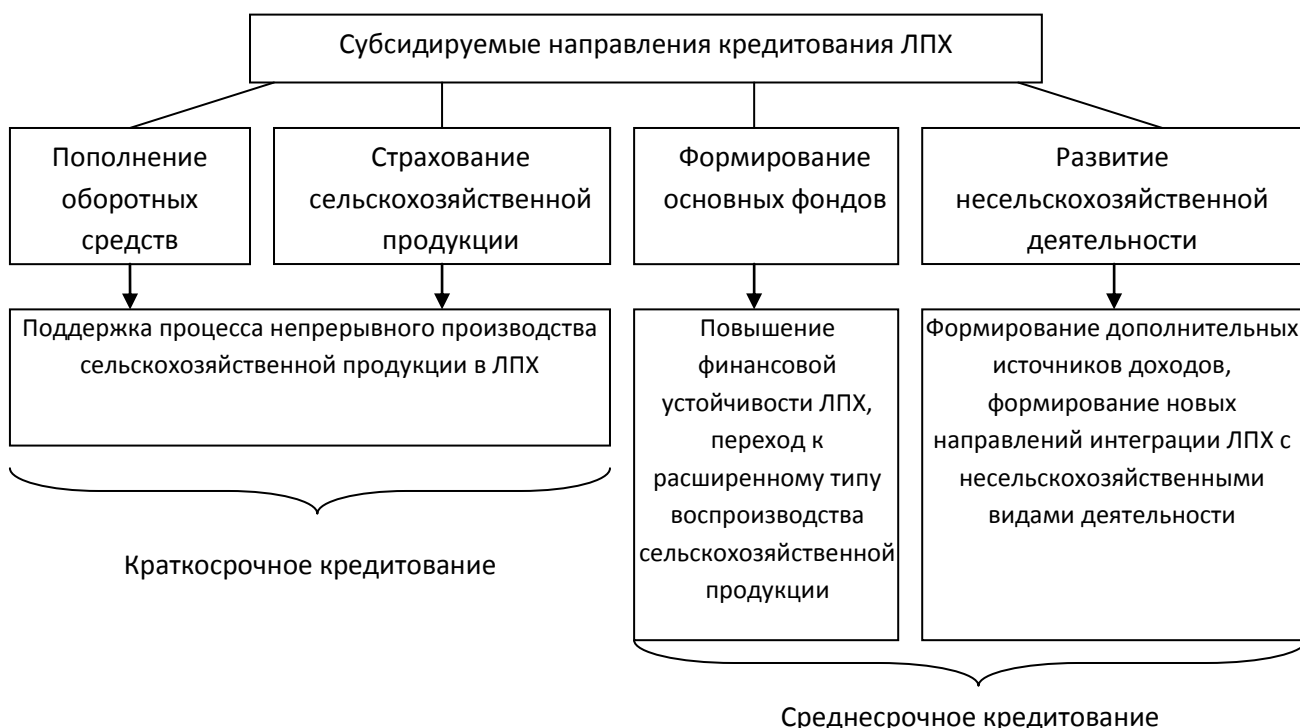 Субсидируемые направления кредитования ЛПХ
Пополнение
оборотных
средств
Страхование
сельскохозяйственной
продукции
Формирование
основных фондов
Развитие
несельскохозяйственной
деятельности
Поддержка процесса непрерывного производства
сельскохозяйственной продукции в ЛПХ
Повышение
финансовой
устойчивости ЛПХ,
переход к
расширенному типу
воспроизводства
сельскохозяйственной
продукции
Формирование дополнительных
источников доходов,
формирование новых
направлений интеграции ЛПХ с
несельскохозяйственными
видами деятельности
Краткосрочное кредитование
Среднесрочное кредитование